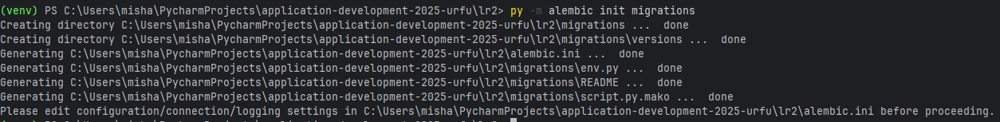 (venv) PS C:\Users\misha\PycharmProjects\application-development-2025-urfu\lr2> py -m alembic init migrations
Creating directory C:\Users\misha\PycharmProjects\application-development-2025-urfu\lr2\migrations ...  done
Creating directory C:\Users\misha\PycharmProjects\application-development-2025-urfu\lr2\migrations\versions ...  done
Generating C:\Users\misha\PycharmProjects\application-development-2025-urfu\lr2\alembic.ini ...  done
Generating C:\Users\misha\PycharmProjects\application-development-2025-urfu\lr2\migrations\env.py ...  done
Generating C:\Users\misha\PycharmProjects\application-development-2025-urfu\lr2\migrations\README ...  done
Generating C:\Users\misha\PycharmProjects\application-development-2025-urfu\lr2\migrations\script.py.mako ...  done
Please edit configuration/connection/logging settings in C:\Users\misha\PycharmProjects\application-development-2025-urfu\lr2\alembic.ini before proceeding.